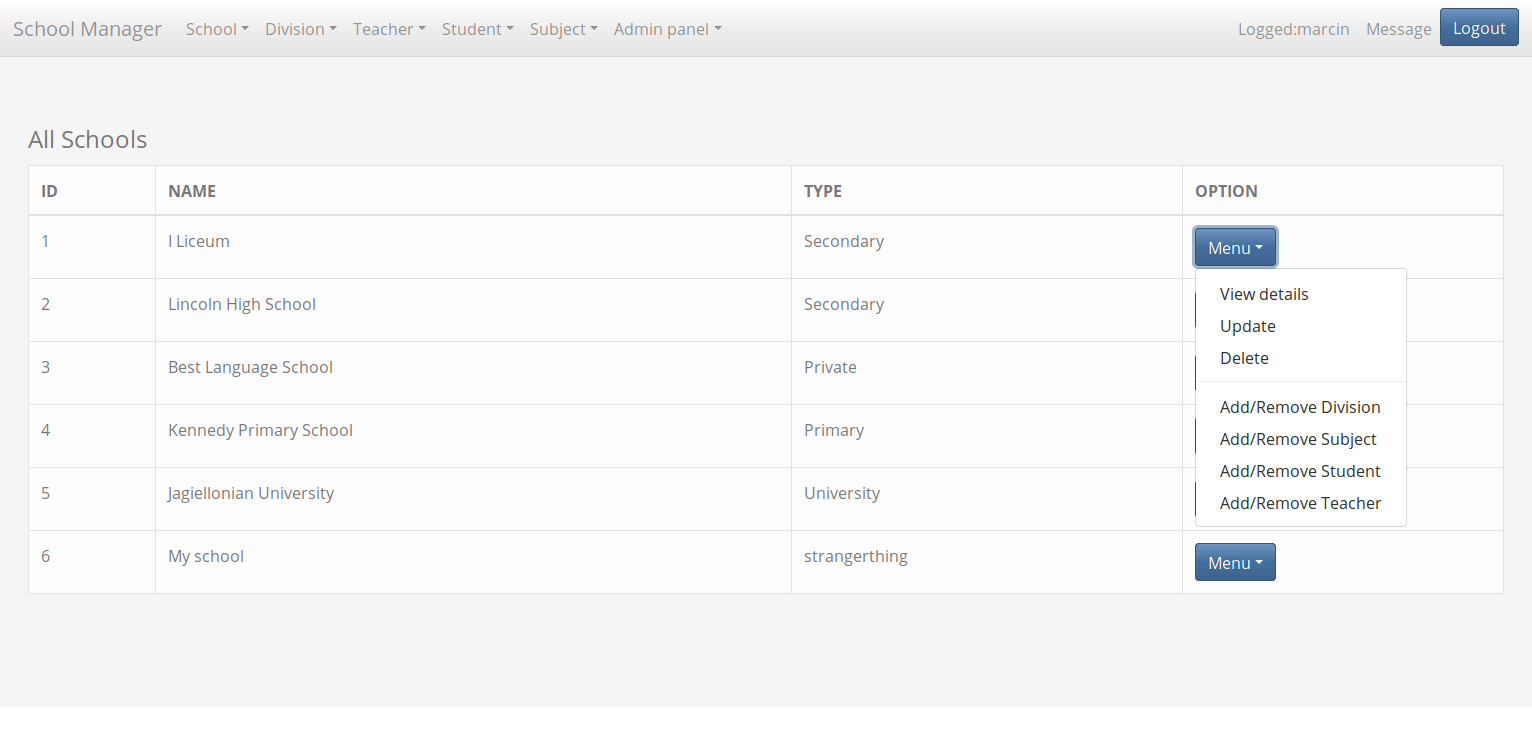 School Manager School Division Teacher Student Subject Admin panel Logged:marcin Message Logout
All Schools
ID NAME TYPE OPTION
1 I Liceum Secondary Menu
View details
2 Lincoln High School Secondary
Update
Delete
3 Best Language School Private
Add/Remove Division
4 Kennedy Primary School Primary
Add/Remove Subject
Add/Remove Student
5 Jagiellonian University University
Add/Remove Teacher
6 My school strangerthing Menu